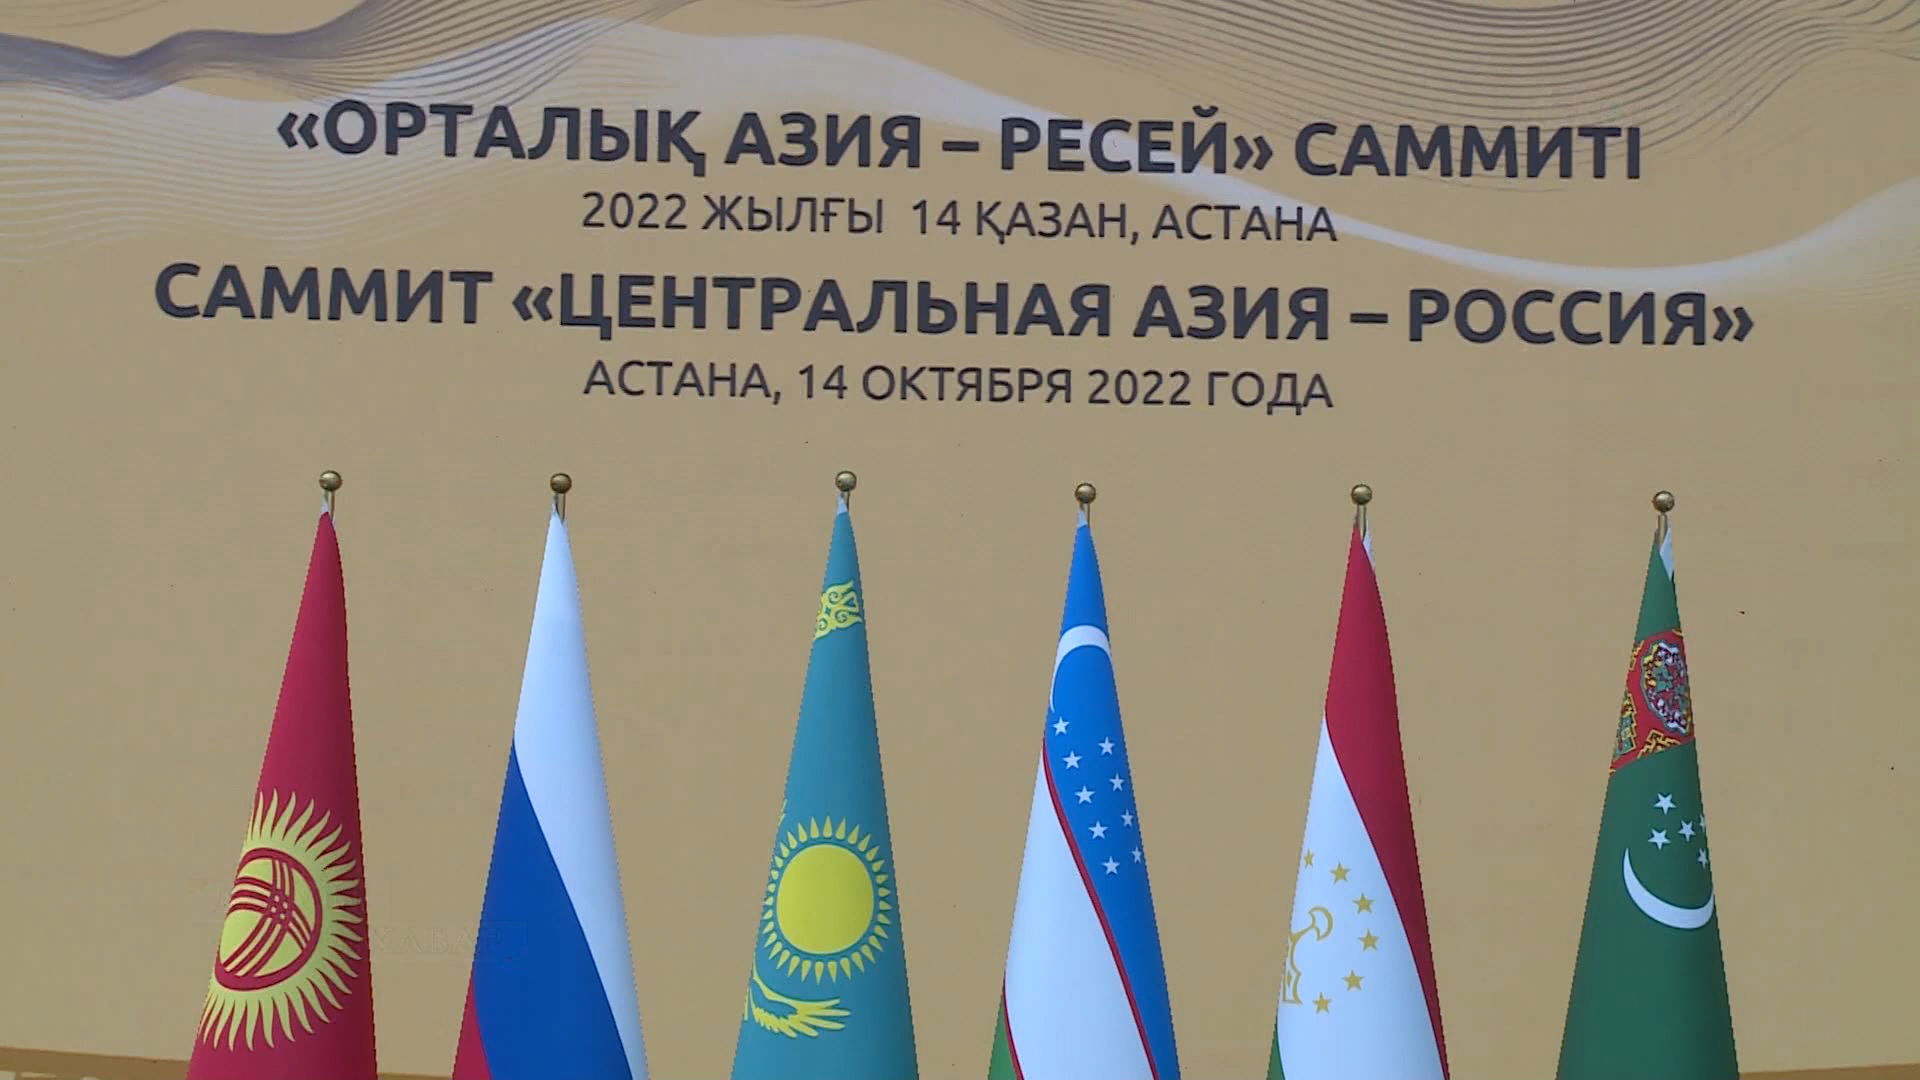 «ОРТАЛЫҚ АЗИЯ – РЕСЕЙ» САММИТІ
2022 ЖЫЛҒЫ 14 ҚАЗАН, АСТАНА
САММИТ «ЦЕНТРАЛЬНАЯ АЗИЯ – РОССИЯ»
АСТАНА, 14 ОКТЯБРЯ 2022 ГОДА